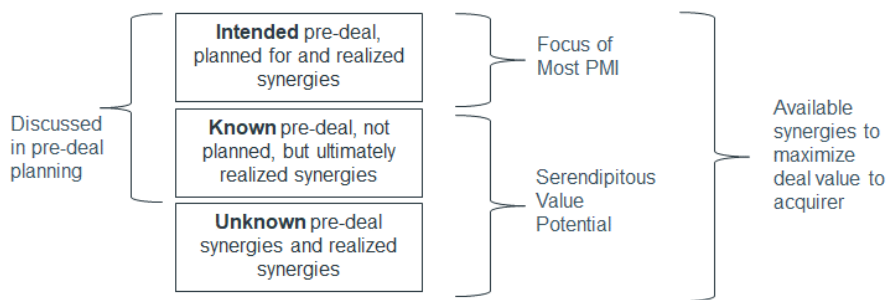 Discussed
in pre-deal
planning
Intended pre-deal,
planned for and realized
synergies
Known pre-deal, not
planned, but ultimately
realized synergies
Unknown pre-deal
synergies and realized
synergies
Focus of
Most PMI
Serendipitous
Value
Potential
Available
synergies to
maximize
deal value to
acquirer